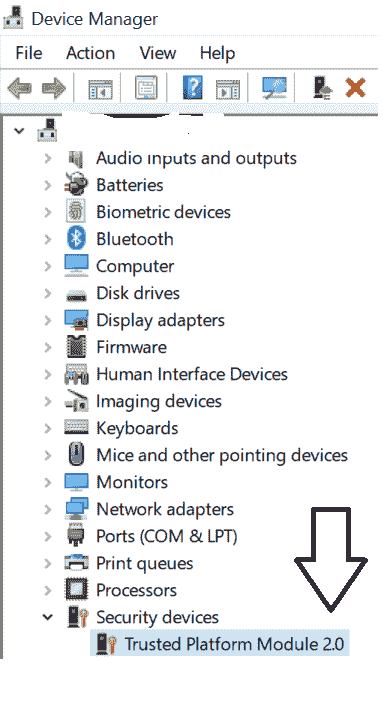 Device Manager
File Action View Help
Audio inputs and outputs
Batteries
Biometric devices
Bluetooth
Computer
Disk drives
Display adapters
Firmware
Human Interface Devices
Imaging devices
Keyboards
Mice and other pointing devices
Monitors
Network adapters
Ports (COM & LPT)
Print queues
Processors
Security devices
Trusted Platform Module 2.0